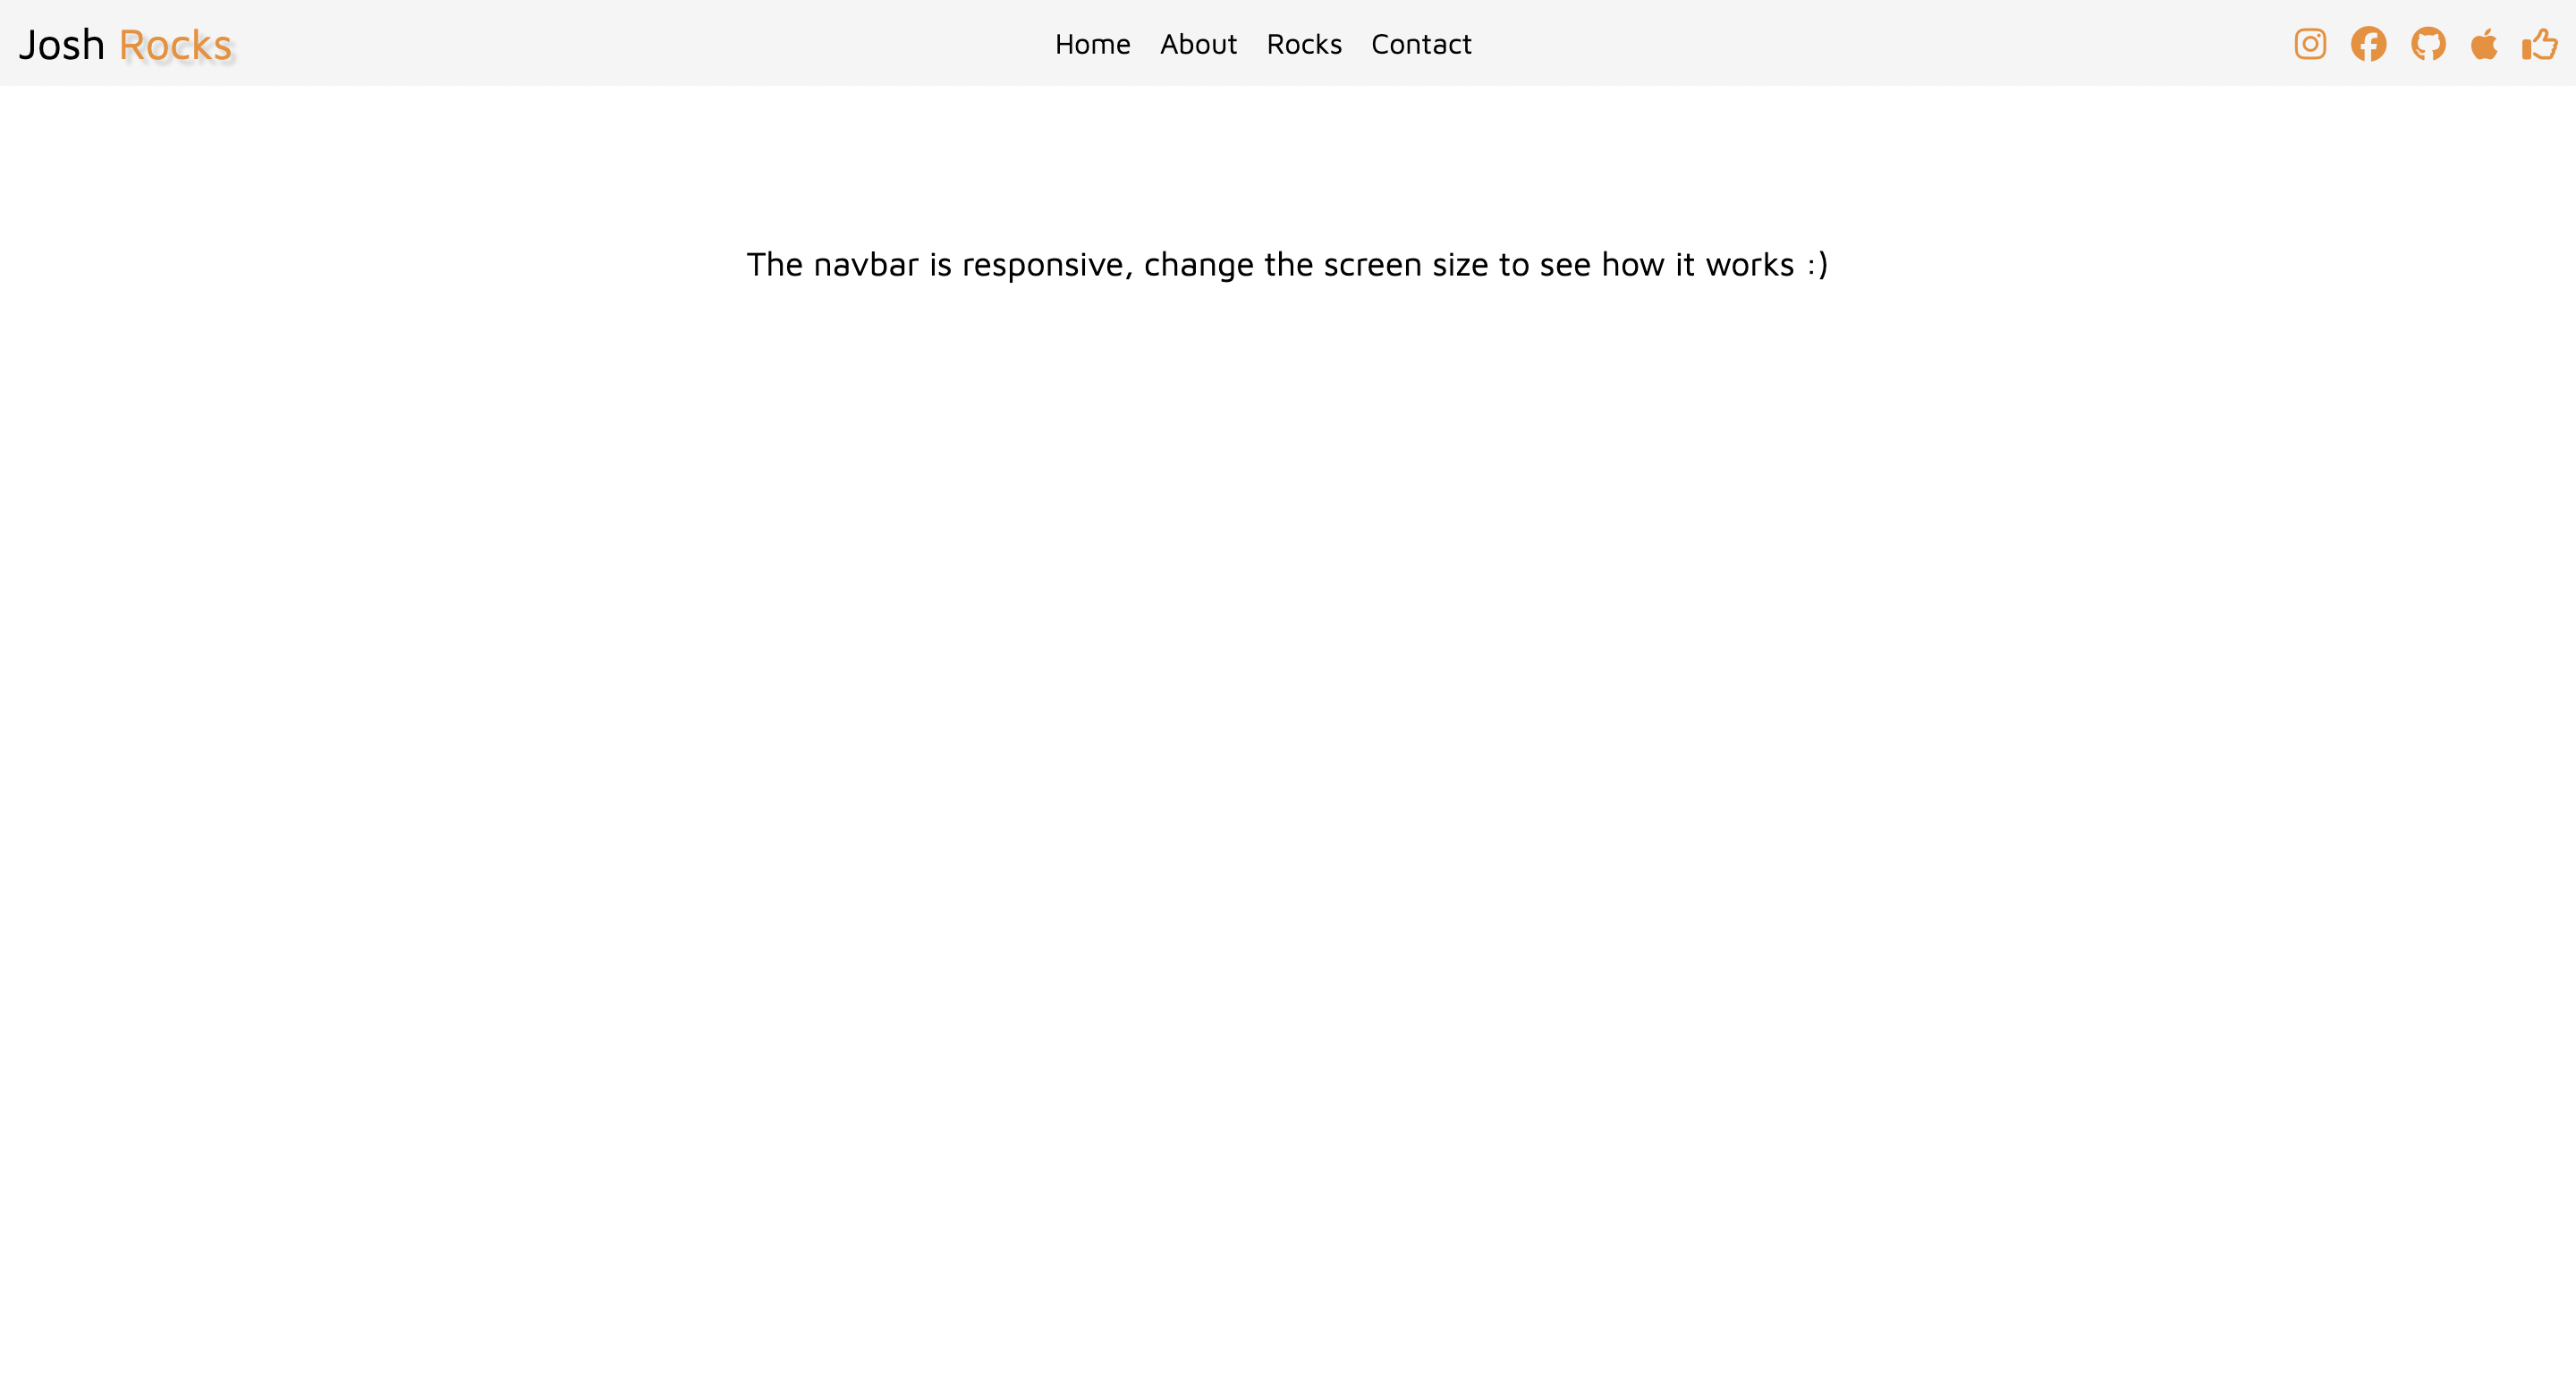 Josh Rocks
Home About Rocks Contact
The navbar is responsive, change the screen size to see how it works :)